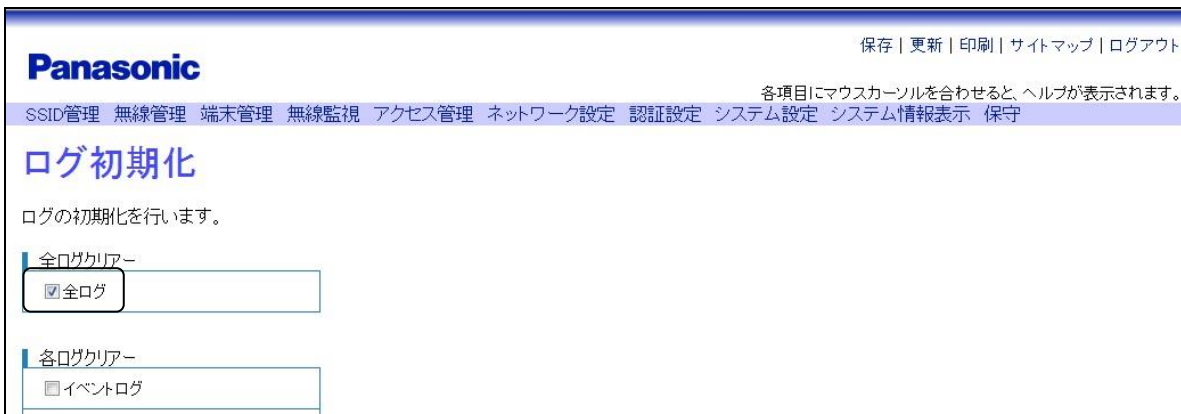 保存 | 更新 | 印刷 | サイトマップ | ログアウト
Panasonic
各項目にマウスカーソルを合わせると、ヘルプが表示されます。
SSID管理 無線管理 端末管理 無線監視 アクセス管理 ネットワーク設定 認証設定 システム設定 システム情報表示 保守
ログ初期化
ログの初期化を行います。
全ログクリアー
全ログ
各ログクリアー
イベントログ